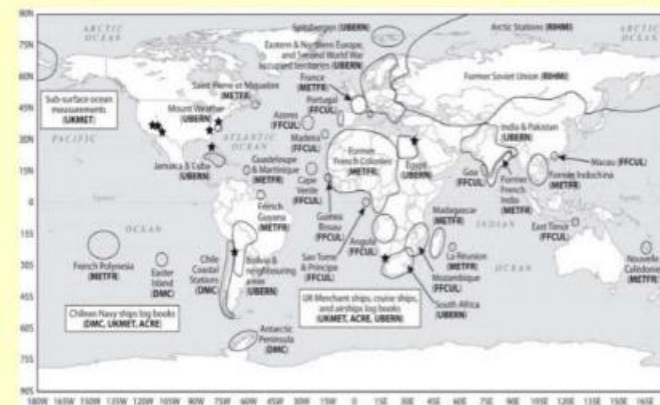 90N
75N
60N
45N
30N
15N
0
15S
30S
45S
60S
75S
90S
ARCTIC
OCEAN
Spitsbergen (UBERN)
Arctic Stations (RIHMI)
ARCTIC
OCEAN
Eastern & Northern Europe,
and Second World War
occupied territories (UBERN)
Former Soviet Union (RIHMI)
Sub-surface ocean
measurements
(UKMET)
Saint Pierre et Miquelon
(METFR)
France
(METFR)
Mount Weather
(UBERN)
Portugal
(FFCUL)
Azores
(FFCUL)
Madeira
(FFCUL)
PACIFIC
ATLANTIC
OCEAN
Jamaica & Cuba
(UBERN)
Guadeloupe
& Martinique
(METFR)
Cape
Verde
(FFCUL)
Former
French Colonies
(METFR)
Egypt
(UBERN)
India & Pakistan
(UBERN)
Goa
(FFCUL)
Former
French
India
(METFR)
Macau (FFCUL)
Former Indochina
(METFR)
French
Guyana
(METFR)
Guinea
Bissau
(FFCUL)
Sao Tome
& Principe
(FFCUL)
Angola
(FFCUL)
Madagascar
(METFR)
INDIAN
OCEAN
East Timor
(FFCUL)
OCEAN
French Polynesia
(METFR)
Easter
Island
(DMC)
Chile
Coastal
Stations
(DMC)
Bolivia &
neighbouring
areas
(UBERN)
La Réunion
(METFR)
Mozambique
(FFCUL)
South Africa
(UBERN)
Nouvelle
Calédonie
(METFR)
Chilean Navy ships log books
(DMC, UKMET, ACRE)
UK Merchant ships, cruise ships,
and airships log books
(UKMET, ACRE, UBERN)
Antarctic
Peninsula
(DMC)
180W 165W 150W 135W 120W 105W 90W 75W 60W 45W 30W 15W 0 15E 30E 45E 60E 75E 90E 105E 120E 135E 150E 165E